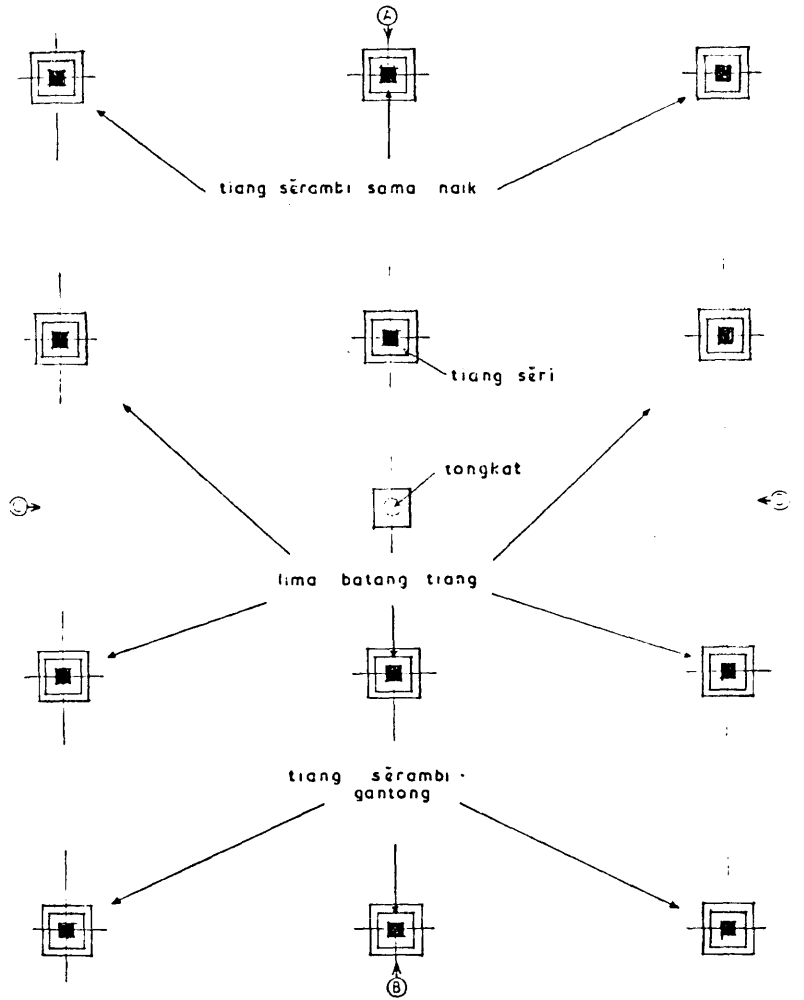 A
tiang sĕrambi sama naik
tiang sĕri
tongkat
C
C
lima batang tiang
tiang sĕrambi
gantong
B